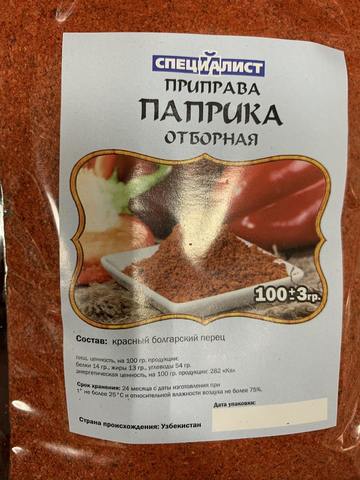 СПЕЦИАЛИСТ
ПРИПРАВА
ПАПРИКА
ОТБОРНАЯ
100±3гр.
Состав: красный болгарский перец
пищ. ценность, на 100 гр. продукции:
белки 14 гр., жиры 13 гр., углеводы 54 гр.
энергетическая ценность, на 100 гр. продукции: 282 «Ка».
Срок хранения: 24 месяца с даты изготовления при
t° не более 25°С и относительной влажности воздуха не более 75%.
Дата упаковки:
Страна происхождения: Узбекистан